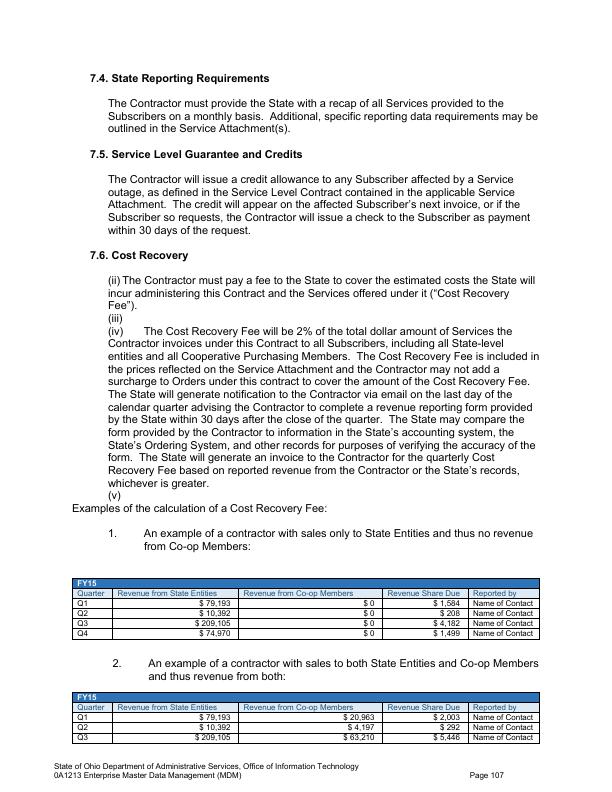 7.4. State Reporting Requirements
The Contractor must provide the State with a recap of all Services provided to the
Subscribers on a monthly basis.  Additional, specific reporting data requirements may be
outlined in the Service Attachment(s).
7.5. Service Level Guarantee and Credits
The Contractor will issue a credit allowance to any Subscriber affected by a Service
outage, as defined in the Service Level Contract contained in the applicable Service
Attachment.  The credit will appear on the affected Subscriber's next invoice, or if the
Subscriber so requests, the Contractor will issue a check to the Subscriber as payment
within 30 days of the request.
7.6. Cost Recovery
(ii) The Contractor must pay a fee to the State to cover the estimated costs the State will
incur administering this Contract and the Services offered under it ("Cost Recovery
Fee").
(iii)
(iv) The Cost Recovery Fee will be 2% of the total dollar amount of Services the
Contractor invoices under this Contract to all Subscribers, including all State-level
entities and all Cooperative Purchasing Members.  The Cost Recovery Fee is included in
the prices reflected on the Service Attachment and the Contractor may not add a
surcharge to Orders under this contract to cover the amount of the Cost Recovery Fee.
The State will generate notification to the Contractor via email on the last day of the
calendar quarter advising the Contractor to complete a revenue reporting form provided
by the State within 30 days after the close of the quarter.  The State may compare the
form provided by the Contractor to information in the State's accounting system, the
State's Ordering System, and other records for purposes of verifying the accuracy of the
form.  The State will generate an invoice to the Contractor for the quarterly Cost
Recovery Fee based on reported revenue from the Contractor or the State's records,
whichever is greater.
(v)
Examples of the calculation of a Cost Recovery Fee:
1. An example of a contractor with sales only to State Entities and thus no revenue
from Co-op Members:
FY15
Quarter Revenue from State Entities Revenue from Co-op Members Revenue Share Due Reported by
Q1 $ 79,193 $ 0 $ 1,584 Name of Contact
Q2 $ 10,392 $ 0 $ 208 Name of Contact
Q3 $ 209,105 $ 0 $ 4,182 Name of Contact
Q4 $ 74,970 $ 0 $ 1,499 Name of Contact
2. An example of a contractor with sales to both State Entities and Co-op Members
and thus revenue from both:
FY15
Quarter Revenue from State Entities Revenue from Co-op Members Revenue Share Due Reported by
Q1 $ 79,193 $ 20,963 $ 2,003 Name of Contact
Q2 $ 10,392 $ 4,197 $ 292 Name of Contact
Q3 $ 209,105 $ 63,210 $ 5,446 Name of Contact
State of Ohio Department of Administrative Services, Office of Information Technology
0A1213 Enterprise Master Data Management (MDM) Page 107